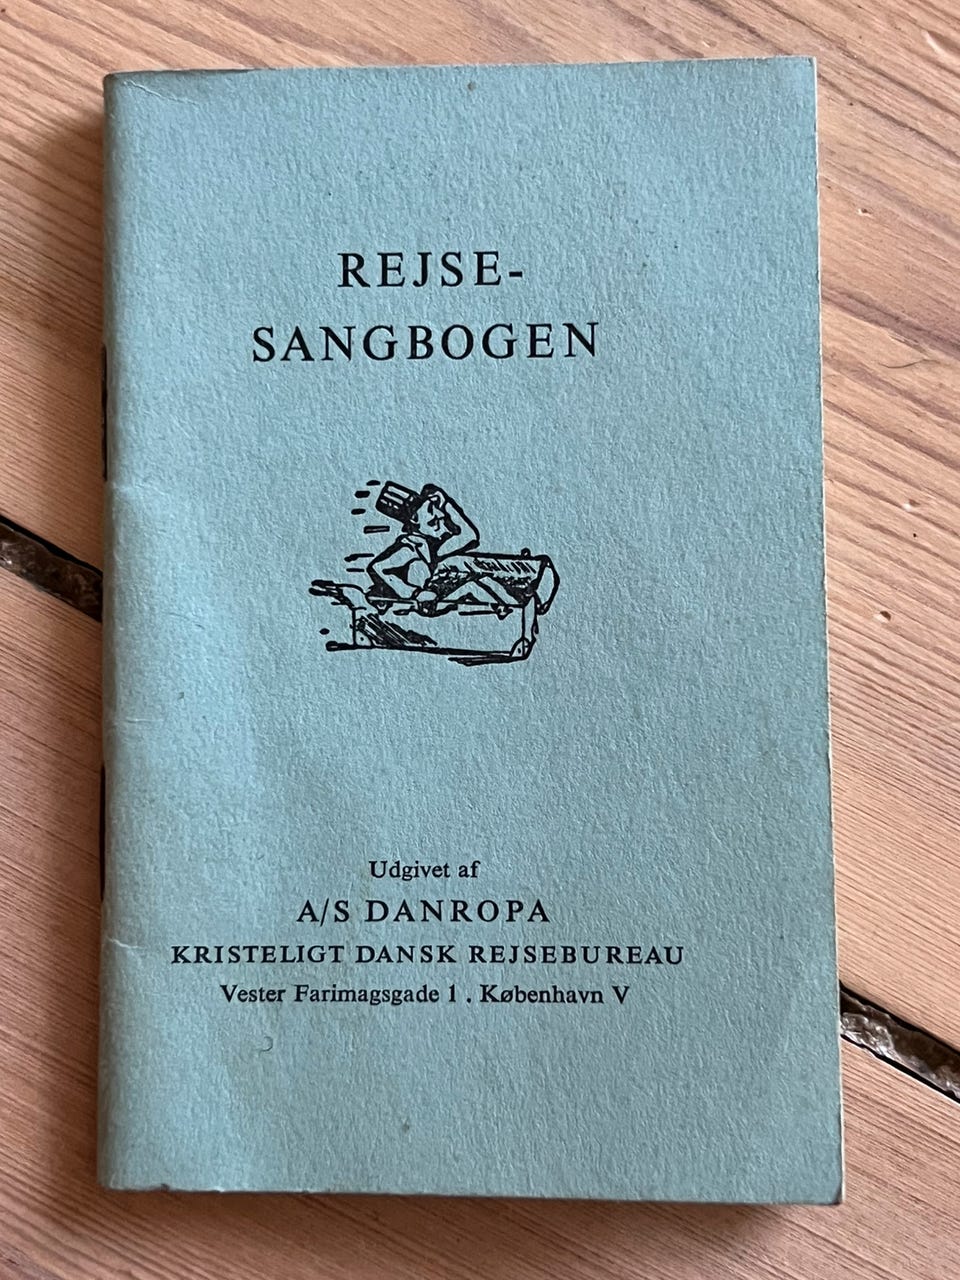 REJSE-
SANGBOGEN
Udgivet af
A/S DANROPA
KRISTELIGT DANSK REJSEBUREAU
Vester Farimagsgade 1 . København V